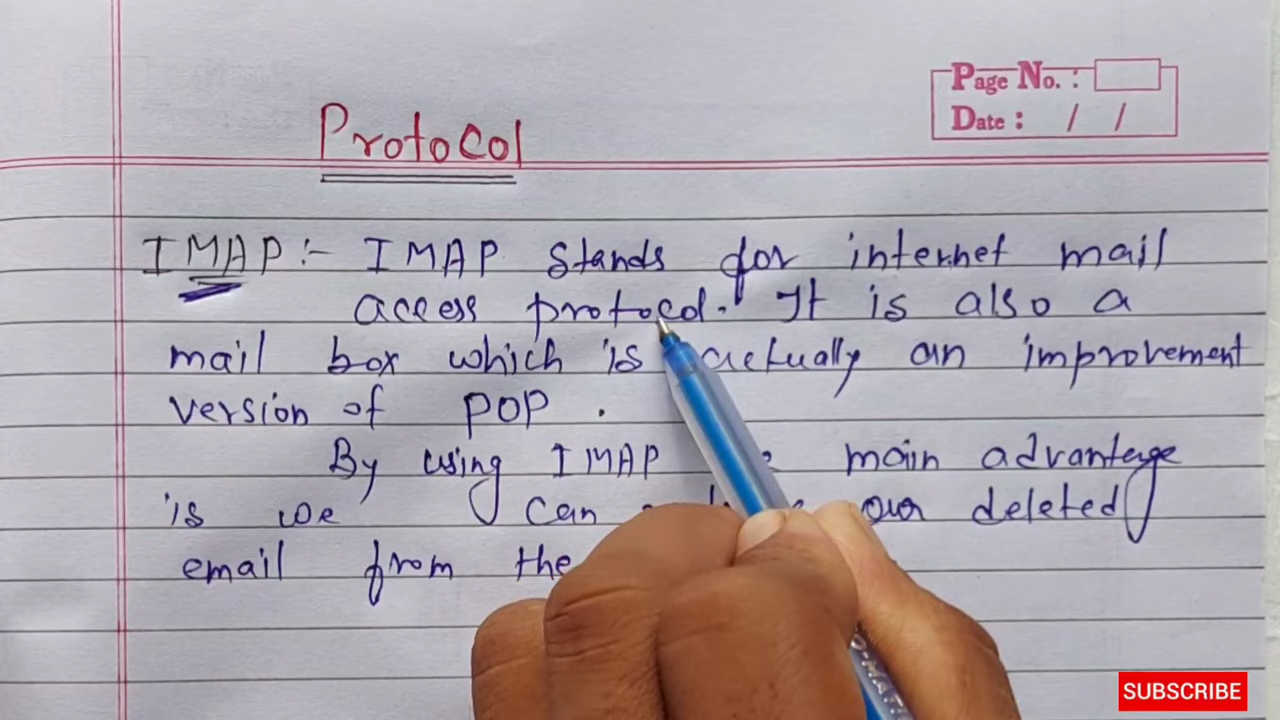 Page No. :
Date : / /
Protocol
IMAP :- IMAP stands for internet mail
access protocol. It is also a
mail box which is actually an improvement
version of POP .
By using IMAP main advantage
is we can our deleted
email from the
SUBSCRIBE